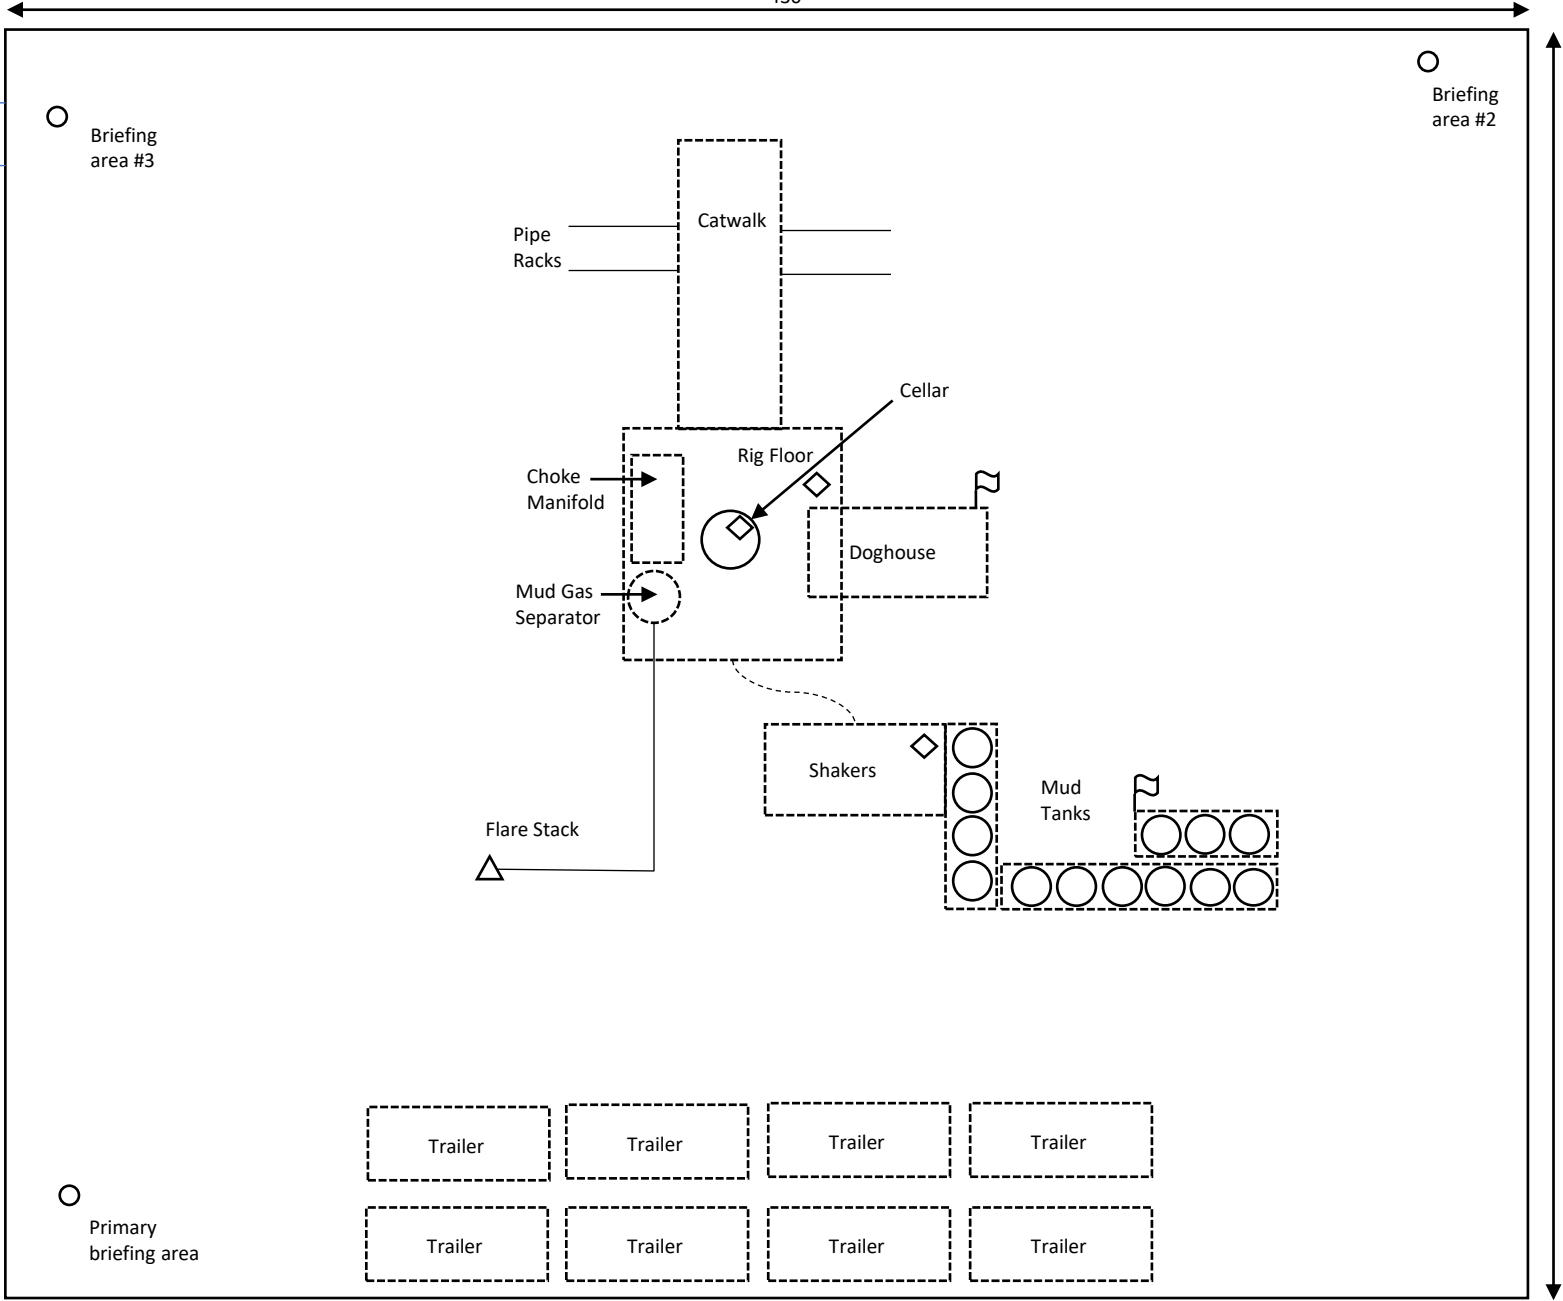 Briefing
area #2
Briefing
area #3
Catwalk
Pipe
Racks
Cellar
Rig Floor
Choke
Manifold
Doghouse
Mud Gas
Separator
Shakers
Mud
Tanks
Flare Stack
Trailer
Trailer
Trailer
Trailer
Primary
briefing area
Trailer
Trailer
Trailer
Trailer